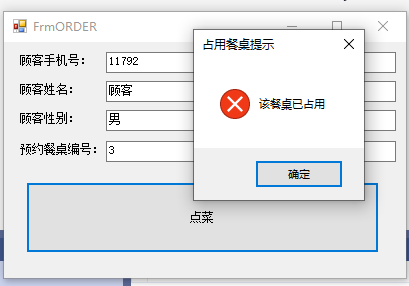 FrmORDER
占用餐桌提示
顾客手机号：
11792
顾客姓名：
顾客
该餐桌已占用
顾客性别：
男
预约餐桌编号：
3
确定
点菜